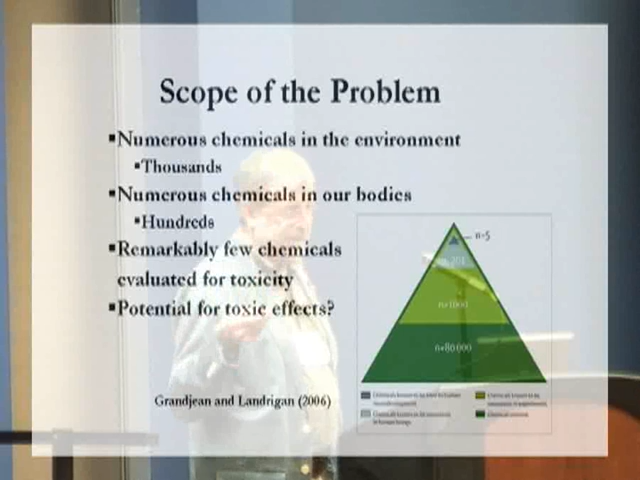 Scope of the Problem
▪Numerous chemicals in the environment
▪Thousands
▪Numerous chemicals in our bodies
▪Hundreds
▪Remarkably few chemicals
evaluated for toxicity
▪Potential for toxic effects?
n=5
n=1000
n=80 000
Grandjean and Landrigan (2006)